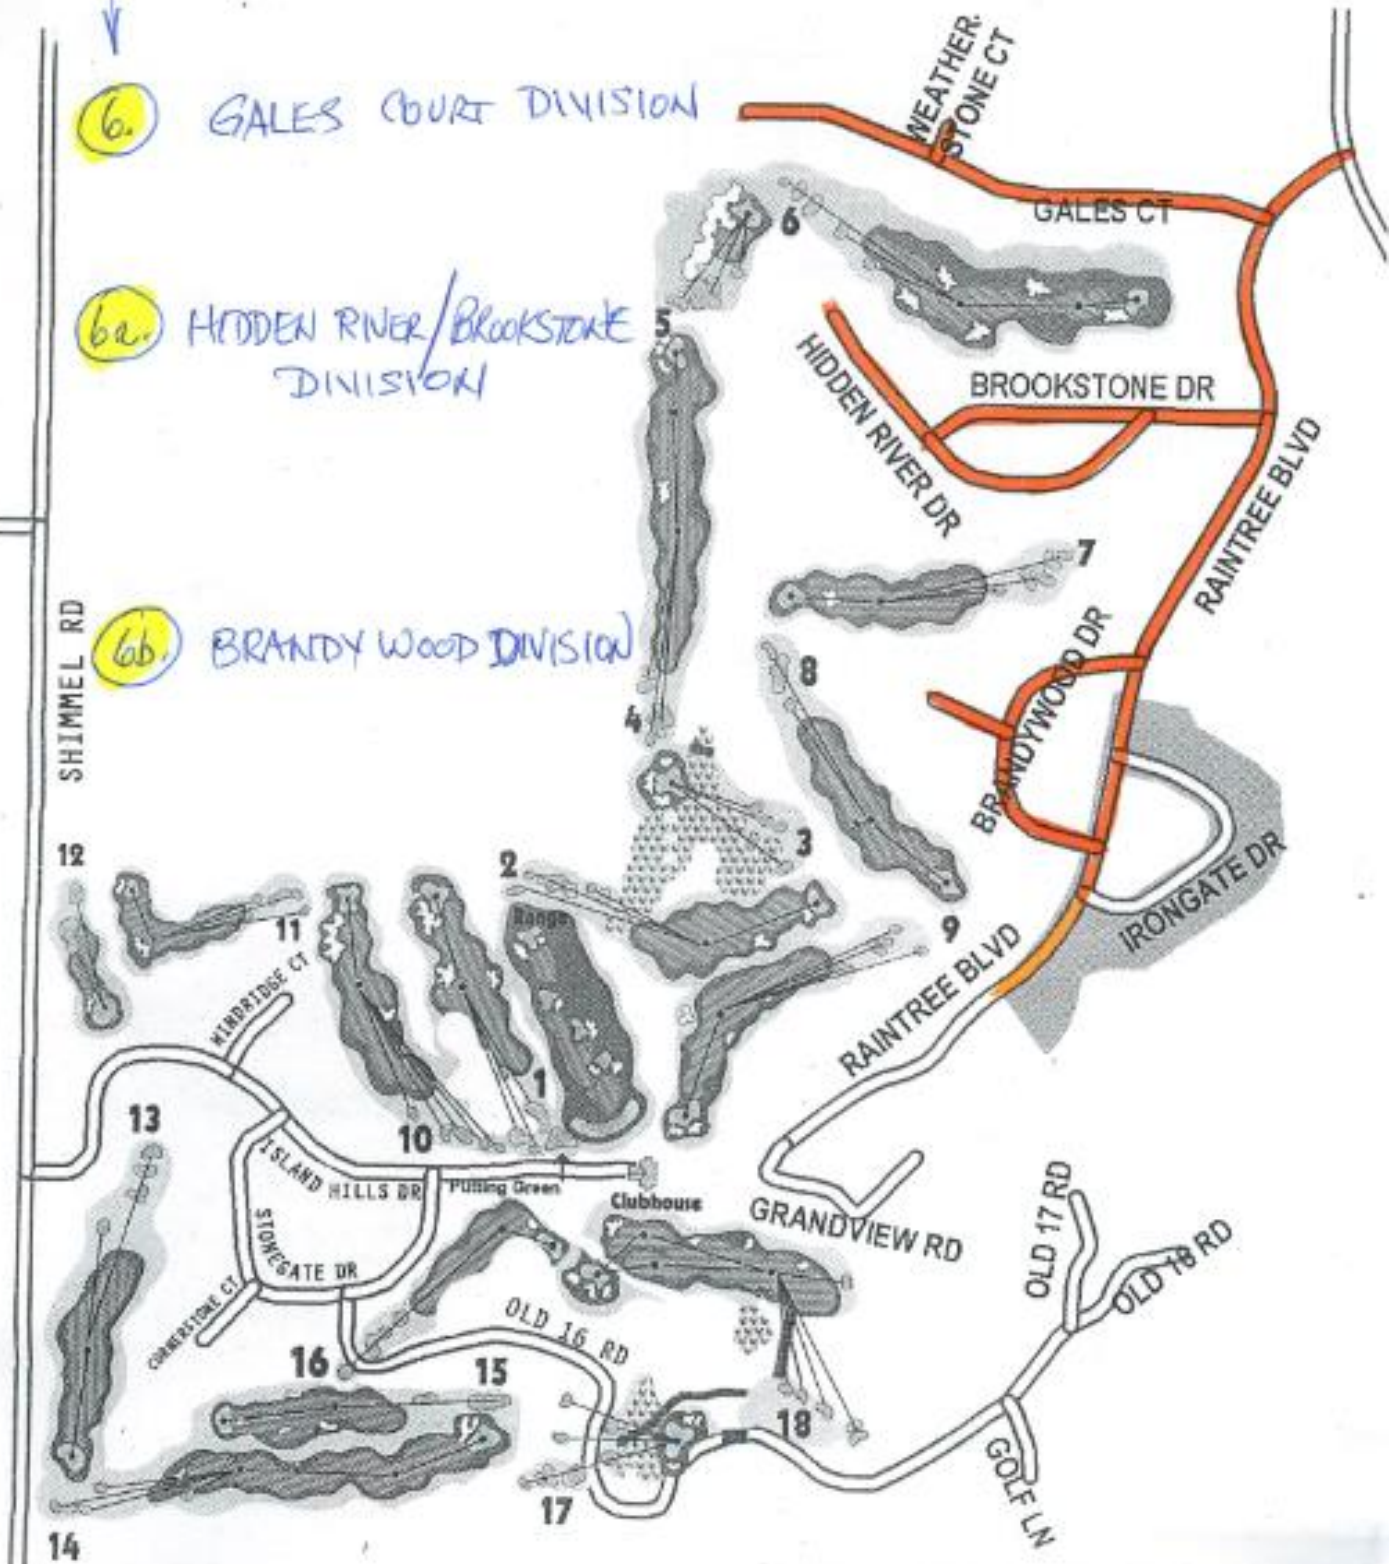 6. GALES COURT DIVISION
WEATHER-
STONE CT
GALES CT
6
6a. HIDDEN RIVER/BROOKSTONE
DIVISION
5
BROOKSTONE DR
HIDDEN RIVER DR
RAINTREE BLVD
7
SHIMMEL RD
6b. BRANDYWOOD DIVISION
BRANDYWOOD DR
8
4
3
IRONGATE DR
12
2
Range
11
9
WINDRIDGE CT
RAINTREE BLVD
1
13
10
ISLAND HILLS DR
Putting Green
Clubhouse
GRANDVIEW RD
STONEGATE DR
OLD 17 RD
OLD 18 RD
CORNERSTONE CT
OLD 16 RD
16
15
18
GOLF LN
17
14